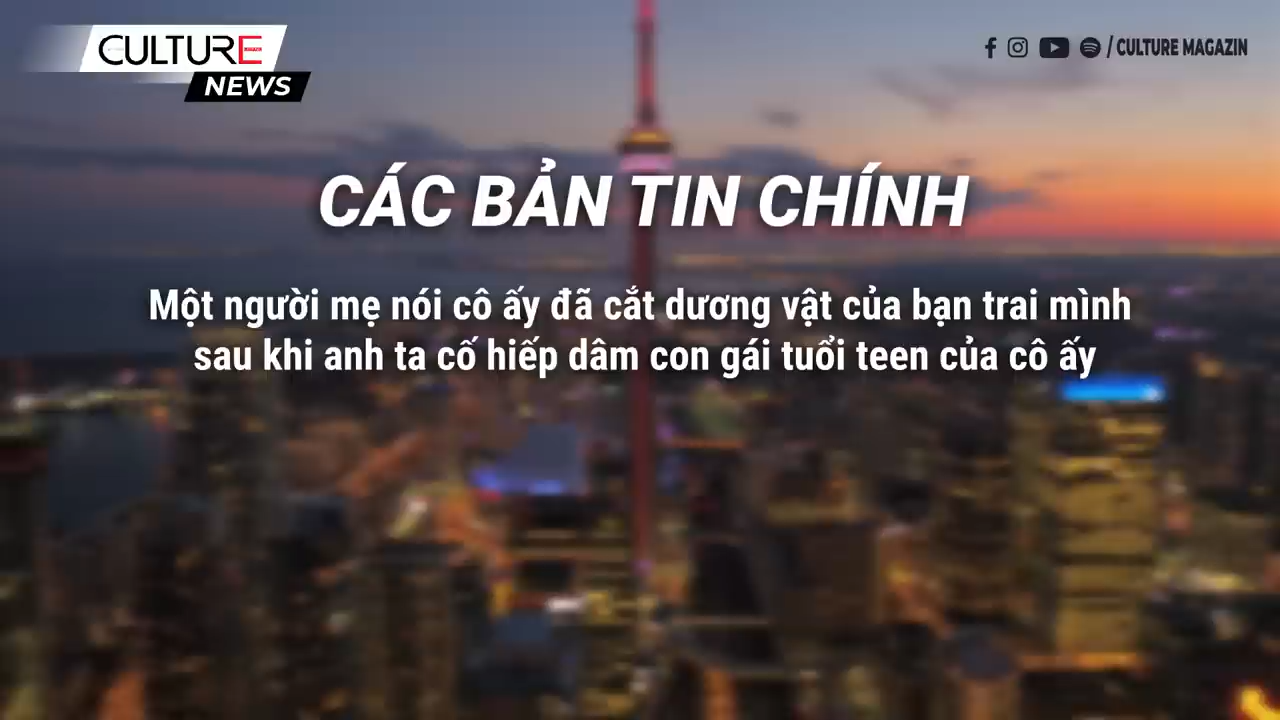 CULTURE
NEWS
/ CULTURE MAGAZIN
CÁC BẢN TIN CHÍNH
Một người mẹ nói cô ấy đã cắt dương vật của bạn trai mình
sau khi anh ta cố hiếp dâm con gái tuổi teen của cô ấy